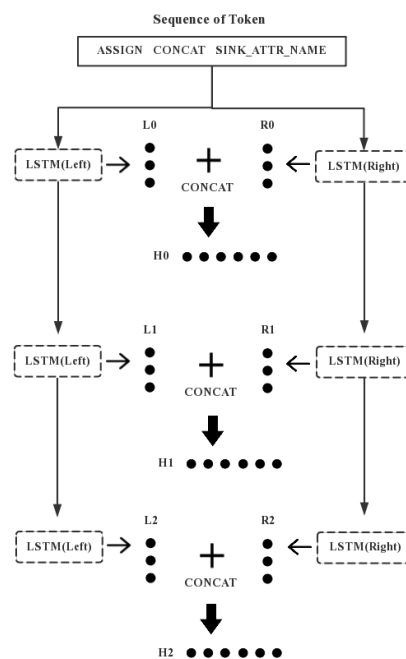 Sequence of Token
ASSIGN CONCAT SINK_ATTR_NAME
L0 R0
LSTM(Left) + LSTM(Right)
CONCAT
H0
L1 R1
LSTM(Left) + LSTM(Right)
CONCAT
H1
L2 R2
LSTM(Left) + LSTM(Right)
CONCAT
H2